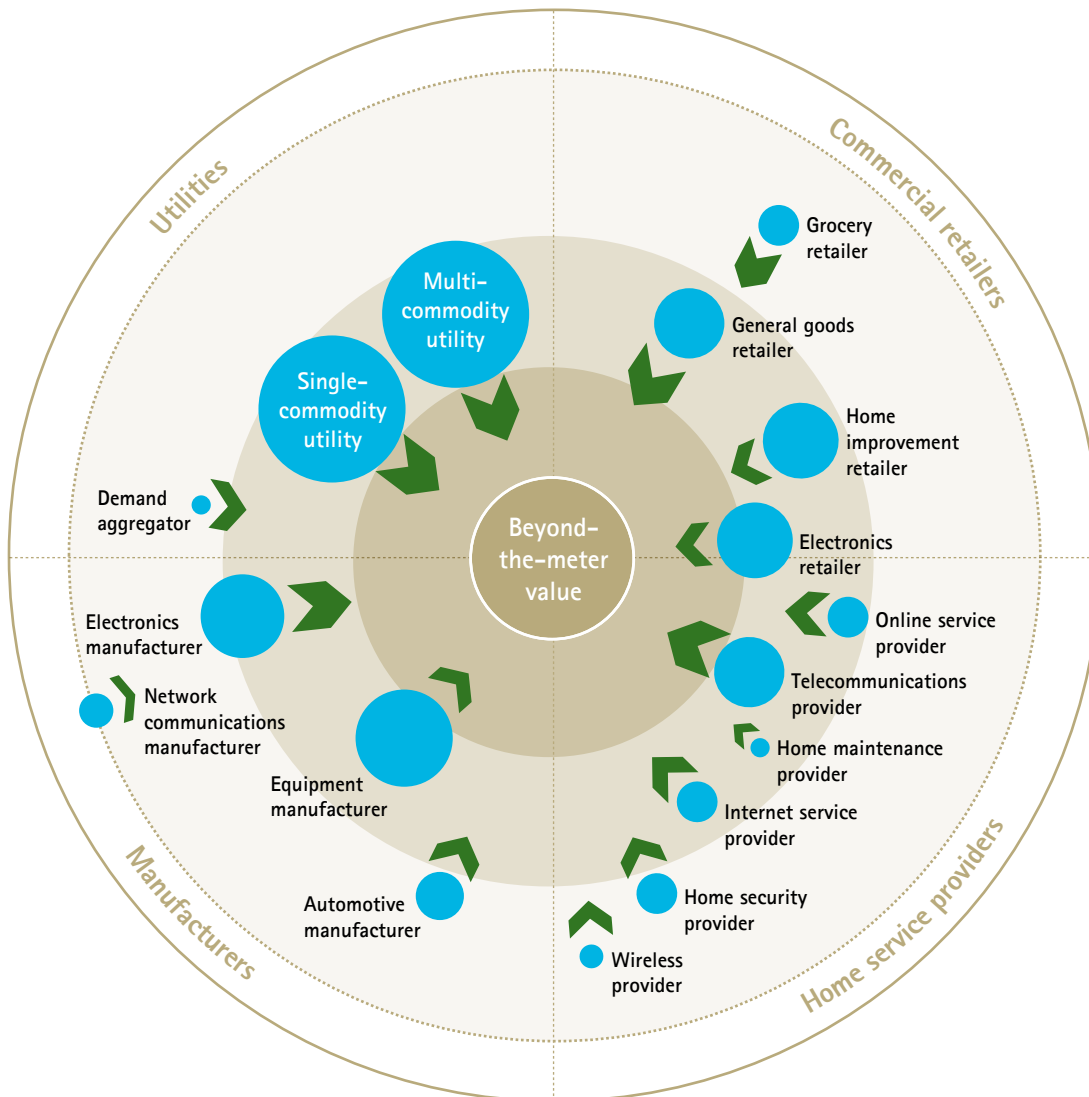 Utilities
Commercial retailers
Grocery
retailer
Multi-
commodity
utility
General goods
retailer
Single-
commodity
utility
Home
improvement
retailer
Demand
aggregator
Beyond-
the-meter
value
Electronics
retailer
Electronics
manufacturer
Online service
provider
Network
communications
manufacturer
Telecommunications
provider
Home maintenance
provider
Equipment
manufacturer
Internet service
provider
Automotive
manufacturer
Home security
provider
Wireless
provider
Manufacturers
Home service providers